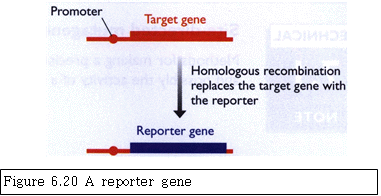 Promoter
Target gene
Homologous recombination
replaces the target gene with
the reporter
Reporter gene
Figure 6.20 A reporter gene